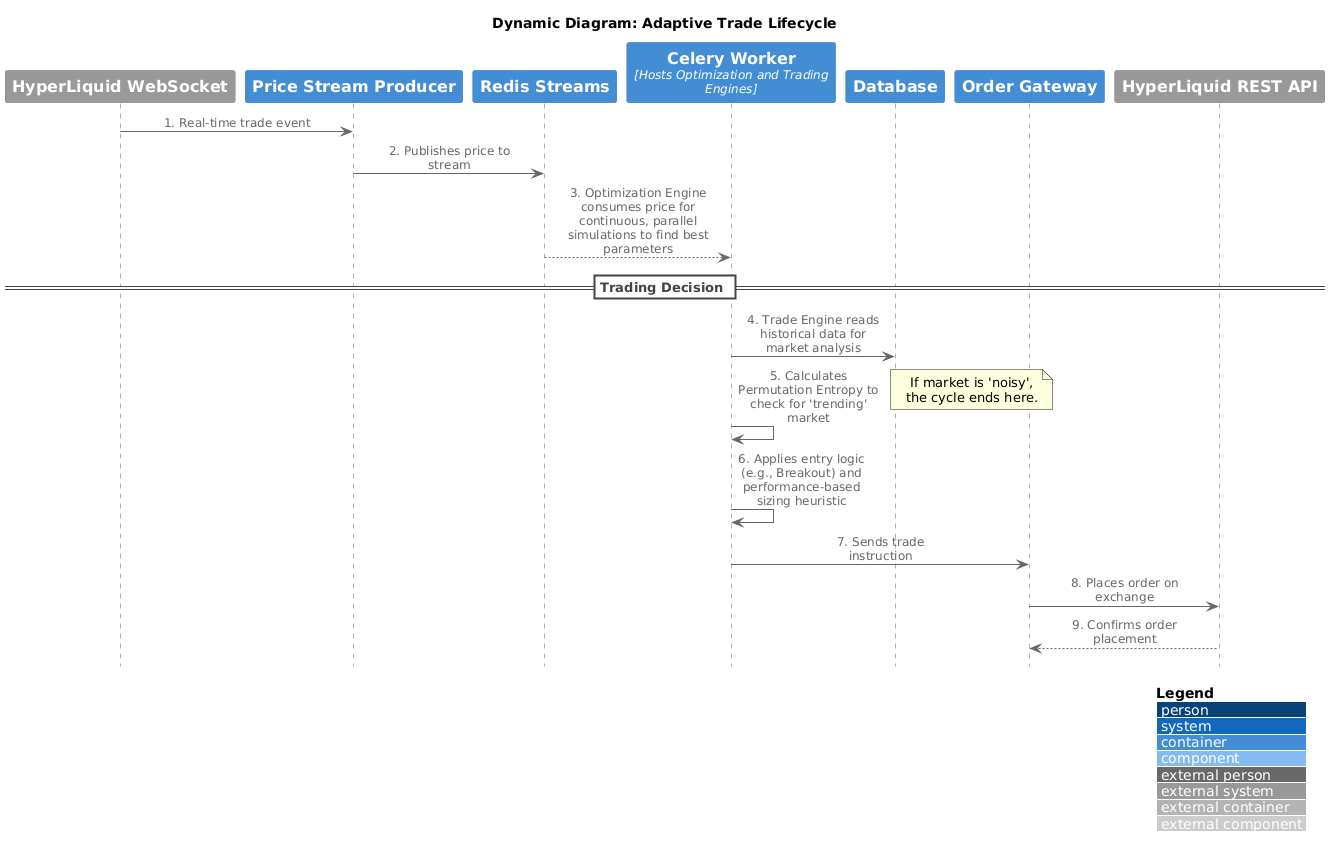 Dynamic Diagram: Adaptive Trade Lifecycle
HyperLiquid WebSocket
Price Stream Producer
Redis Streams
Celery Worker
[Hosts Optimization and Trading
Engines]
Database
Order Gateway
HyperLiquid REST API
1. Real-time trade event
2. Publishes price to
stream
3. Optimization Engine
consumes price for
continuous, parallel
simulations to find best
parameters
Trading Decision
4. Trade Engine reads
historical data for
market analysis
5. Calculates
Permutation Entropy to
check for 'trending'
market
If market is 'noisy',
the cycle ends here.
6. Applies entry logic
(e.g., Breakout) and
performance-based
sizing heuristic
7. Sends trade
instruction
8. Places order on
exchange
9. Confirms order
placement
Legend
person
system
container
component
external person
external system
external container
external component